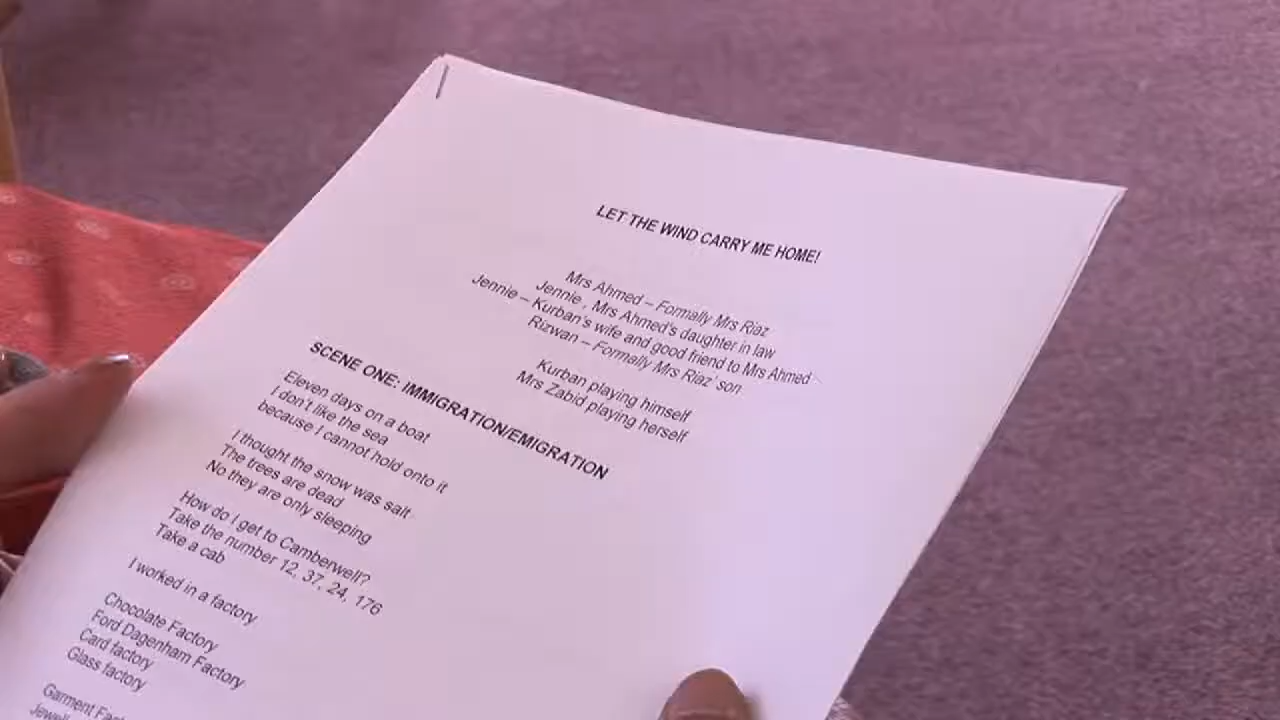 LET THE WIND CARRY ME HOME!
Mrs Ahmed – Formally Mrs Riaz
Jennie , Mrs Ahmed's daughter in law
Jennie – Kurban's wife and good friend to Mrs Ahmed
Rizwan – Formally Mrs Riaz' son
Kurban playing himself
Mrs Zabid playing herself
SCENE ONE: IMMIGRATION/EMIGRATION
Eleven days on a boat
I don't like the sea
because I cannot hold onto it
I thought the snow was salt
The trees are dead
No they are only sleeping
How do I get to Camberwell?
Take the number 12, 37, 24, 176
Take a cab
I worked in a factory
Chocolate Factory
Ford Dagenham Factory
Card factory
Glass factory
Garment